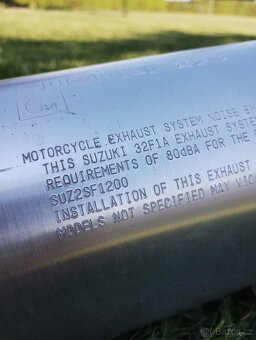 MOTORCYCLE EXHAUST SYSTEM NOISE
THIS SUZUKI 32F1A EXHAUST SYSTEM
REQUIREMENTS OF 80dBA FOR THE
SUZ2SF1200
INSTALLATION OF THIS EXHAUST
MODELS NOT SPECIFIED MAY VIO
Bazos.cz